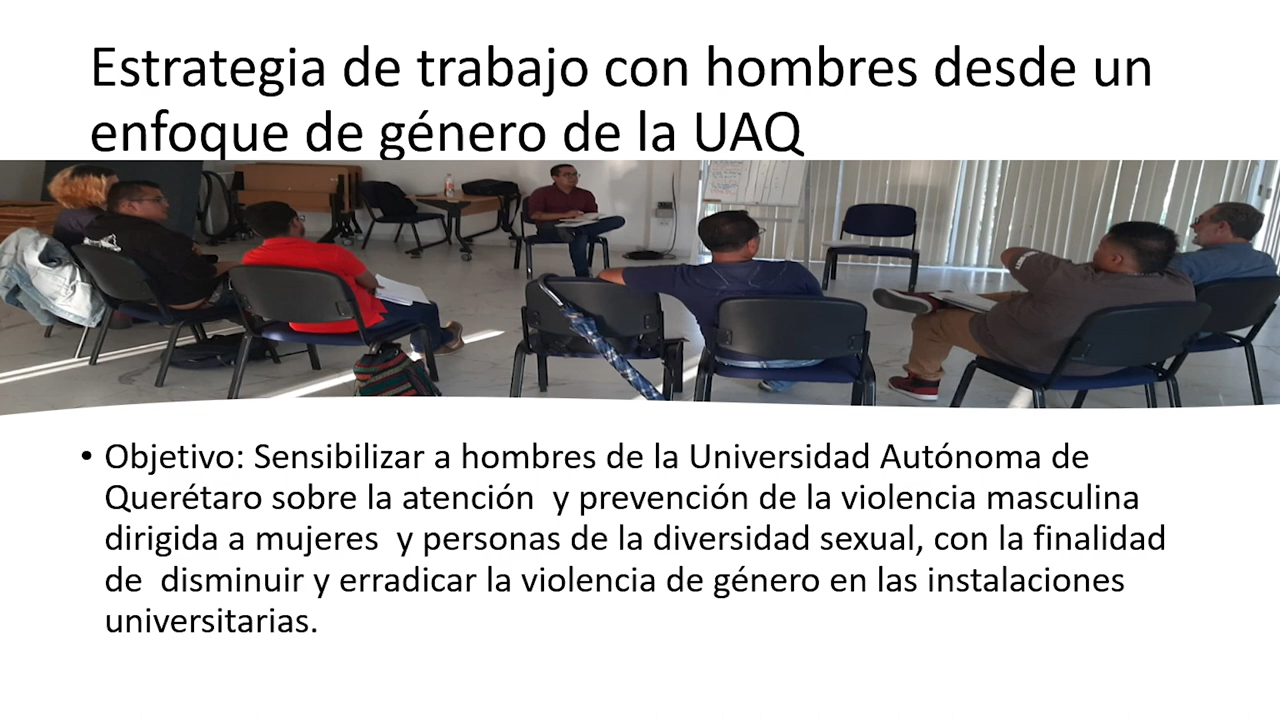 Estrategia de trabajo con hombres desde un
enfoque de género de la UAQ
• Objetivo: Sensibilizar a hombres de la Universidad Autónoma de
Querétaro sobre la atención  y prevención de la violencia masculina
dirigida a mujeres  y personas de la diversidad sexual, con la finalidad
de  disminuir y erradicar la violencia de género en las instalaciones
universitarias.